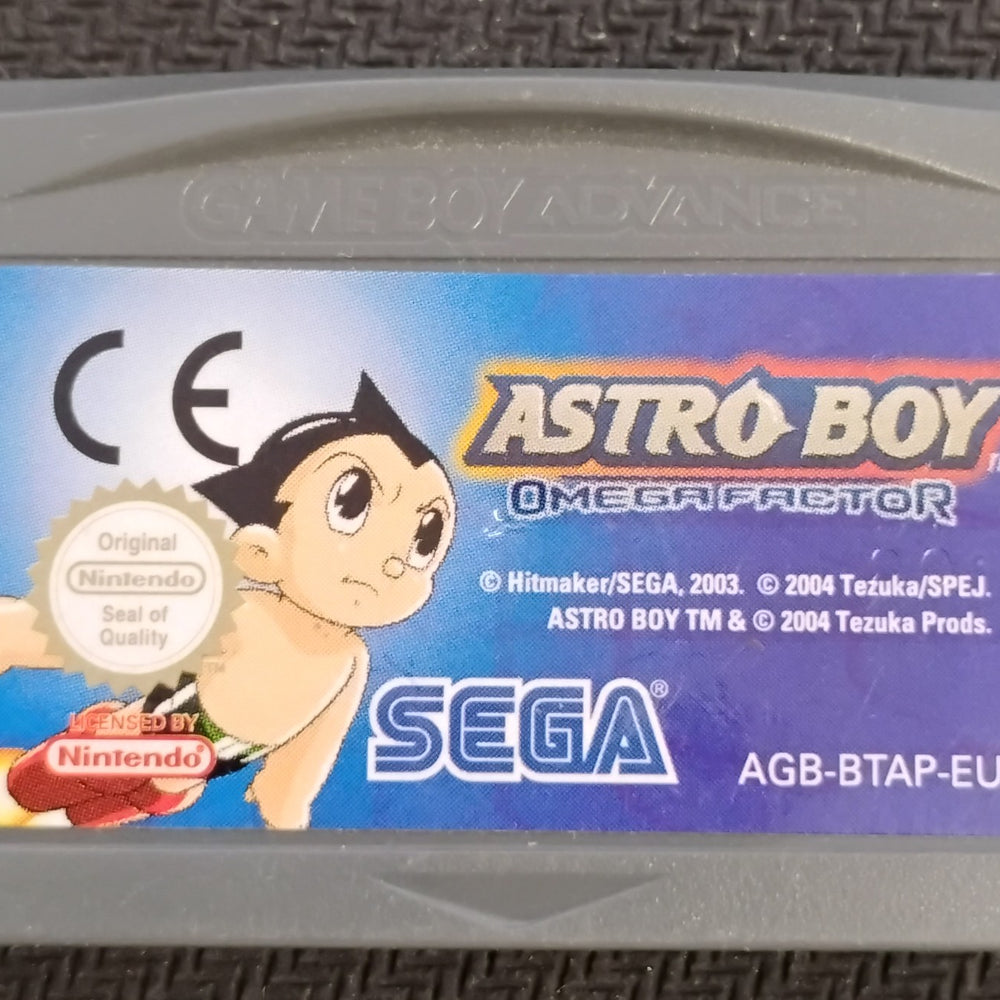 GAME BOY ADVANCE
CE
ASTRO BOY
OMEGA FACTOR
Original
Nintendo
Seal of
Quality
TM
© Hitmaker/SEGA, 2003. © 2004 Tezuka/SPEJ.
ASTRO BOY TM & © 2004 Tezuka Prods.
LICENSED BY
Nintendo®
SEGA®
AGB-BTAP-EU